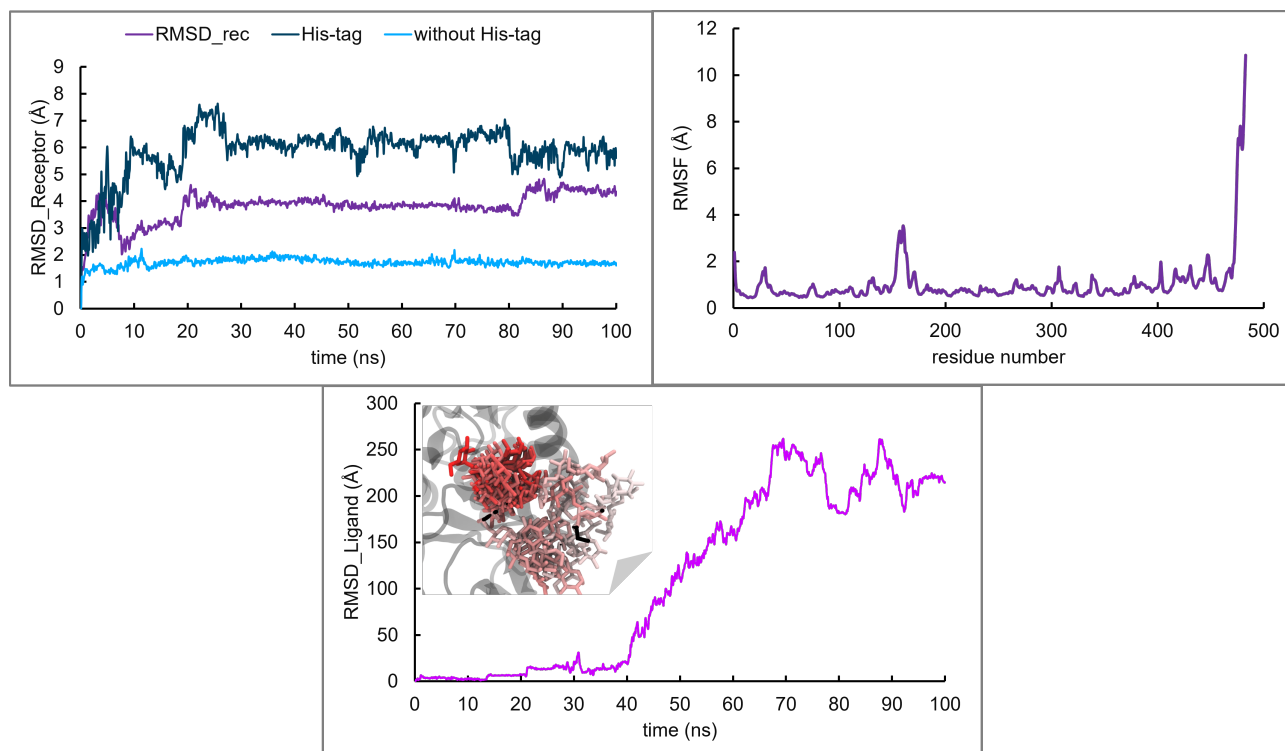 RMSD_rec His-tag without His-tag
RMSD_Receptor (Å)
9
8
7
6
5
4
3
2
1
0
0 10 20 30 40 50 60 70 80 90 100
time (ns)
RMSF (Å)
12
10
8
6
4
2
0
0 100 200 300 400 500
residue number
RMSD_Ligand (Å)
300
250
200
150
100
50
0
0 10 20 30 40 50 60 70 80 90 100
time (ns)